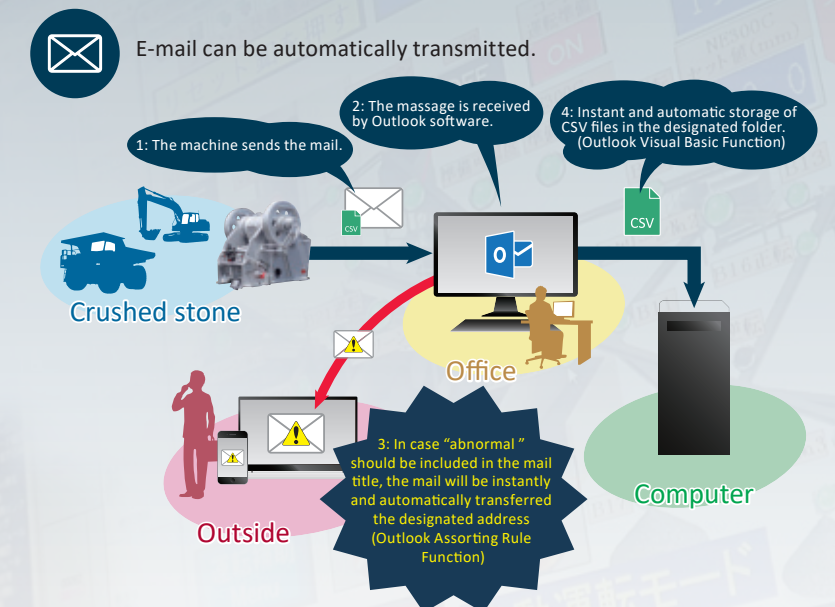 E-mail can be automatically transmitted.
2: The massage is received
by Outlook software.
4: Instant and automatic storage of
CSV files in the designated folder.
(Outlook Visual Basic Function)
1: The machine sends the mail.
CSV
CSV
Crushed stone
Office
3: In case “abnormal ”
should be included in the mail
title, the mail will be instantly
and automatically transferred
the designated address
(Outlook Assorting Rule
Function)
Computer
Outside